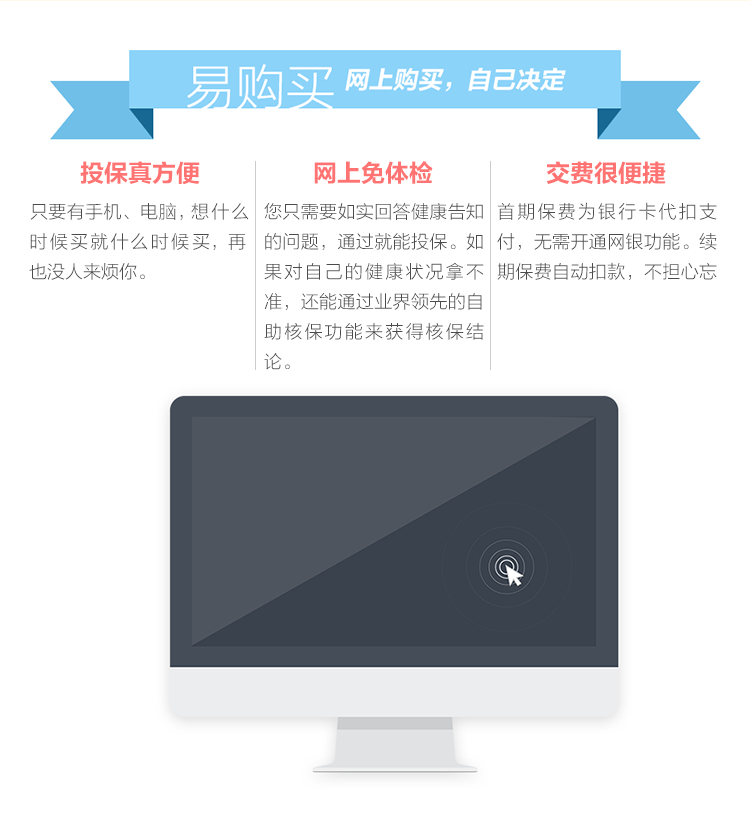 易购买 网上购买，自己决定
投保真方便
只要有手机、电脑，想什么
时候买就什么时候买，再
也没人来烦你。
网上免体检
您只需要如实回答健康告知
的问题，通过就能投保。如
果对自己的健康状况拿不
准，还能通过业界领先的自
助核保功能来获得核保结
论。
交费很便捷
首期保费为银行卡代扣支
付，无需开通网银功能。续
期保费自动扣款，不担心忘